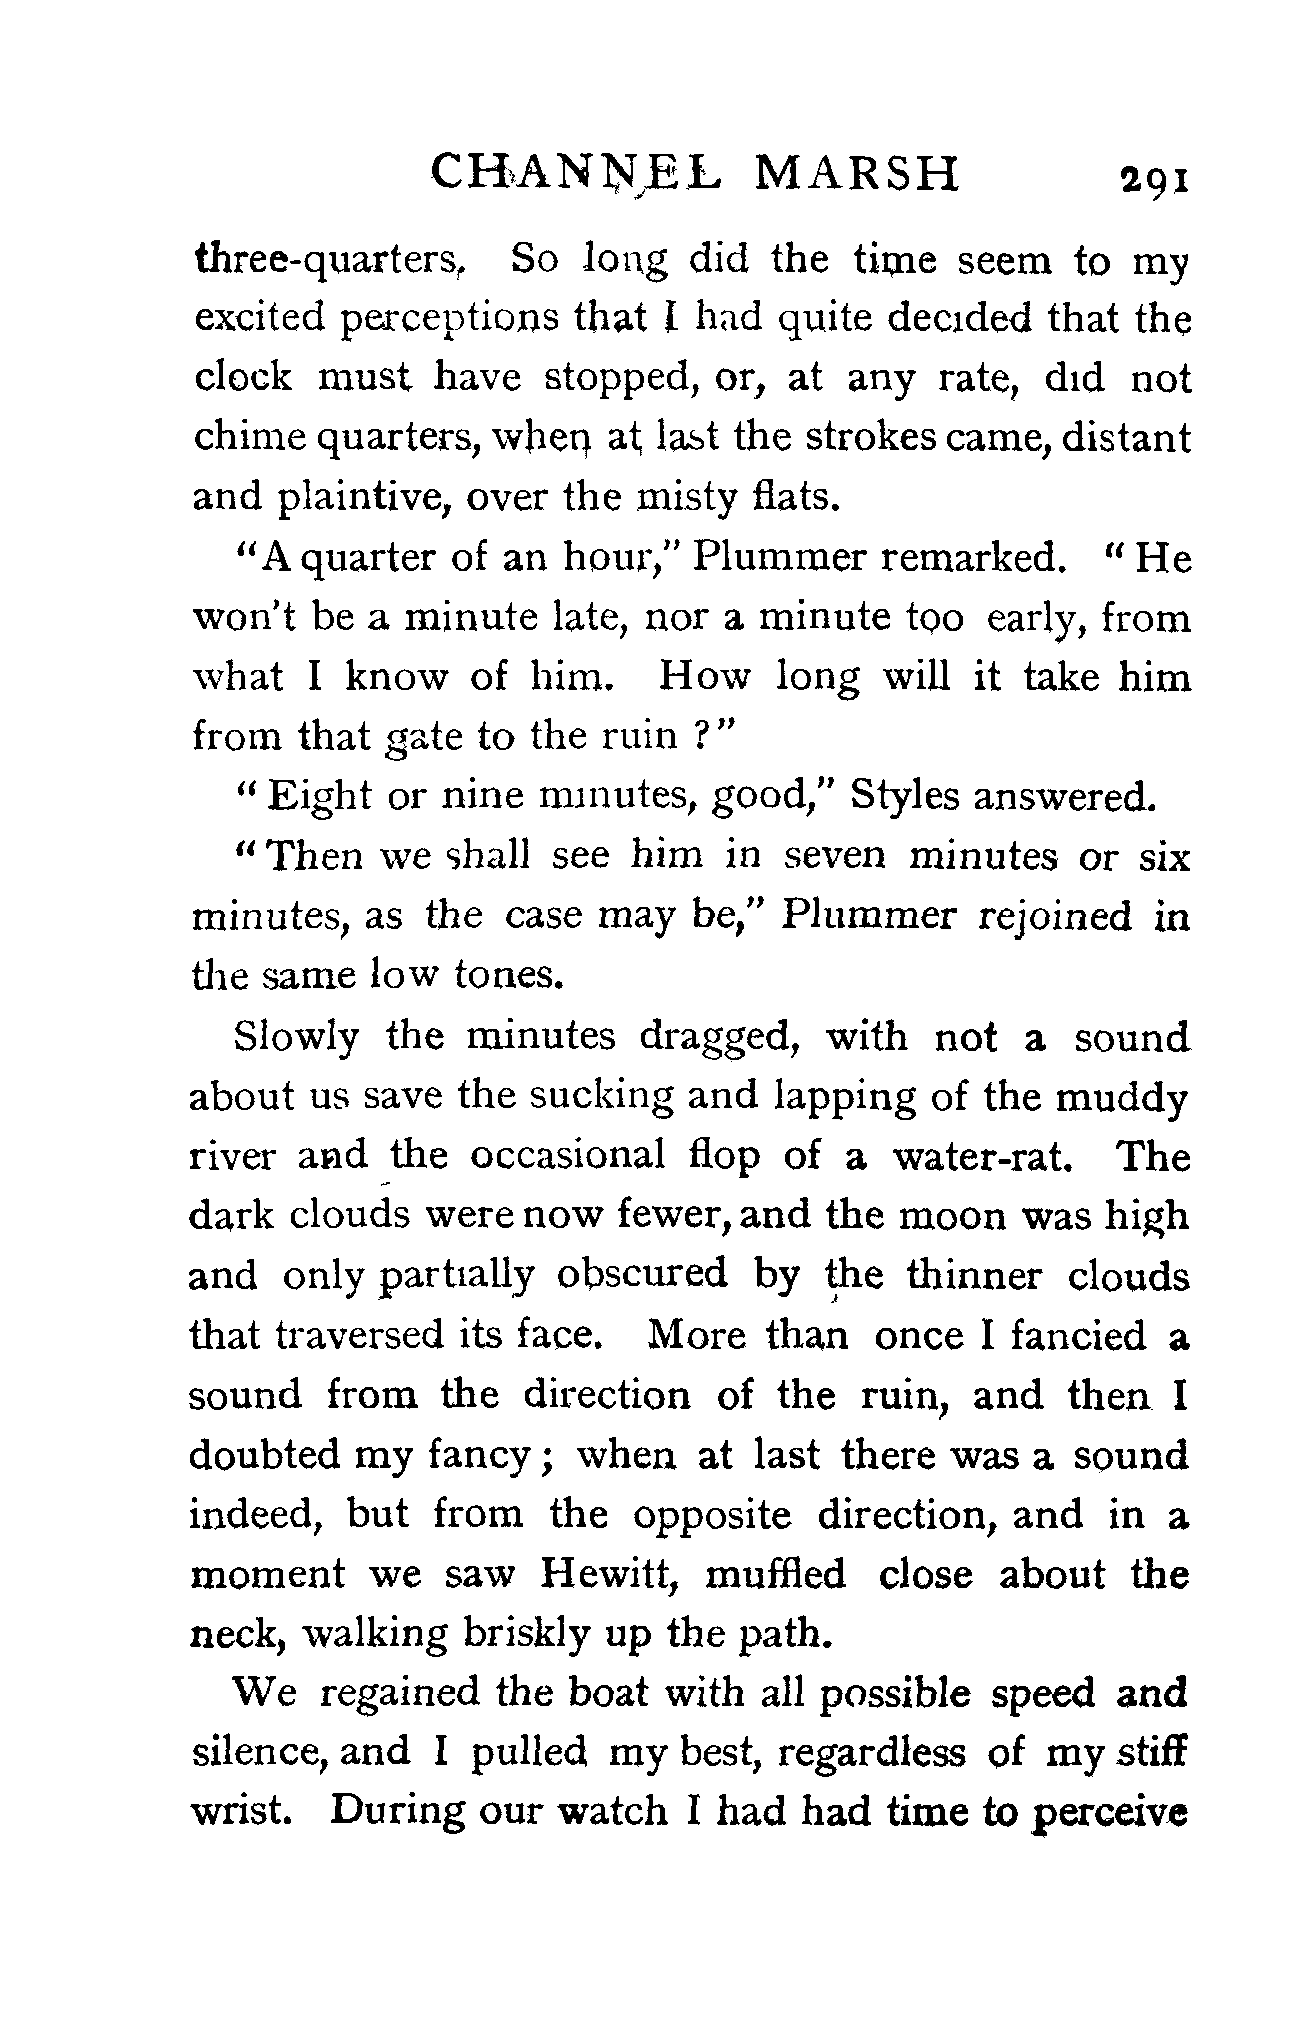 CHANNEL MARSH 291
three-quarters. So long did the time seem to my
excited perceptions that I had quite decided that the
clock must have stopped, or, at any rate, did not
chime quarters, when at last the strokes came, distant
and plaintive, over the misty flats.
"A quarter of an hour," Plummer remarked. "He
won't be a minute late, nor a minute too early, from
what I know of him. How long will it take him
from that gate to the ruin ?"
"Eight or nine minutes, good," Styles answered.
"Then we shall see him in seven minutes or six
minutes, as the case may be," Plummer rejoined in
the same low tones.
Slowly the minutes dragged, with not a sound
about us save the sucking and lapping of the muddy
river and the occasional flop of a water-rat. The
dark clouds were now fewer, and the moon was high
and only partially obscured by the thinner clouds
that traversed its face. More than once I fancied a
sound from the direction of the ruin, and then I
doubted my fancy ; when at last there was a sound
indeed, but from the opposite direction, and in a
moment we saw Hewitt, muffled close about the
neck, walking briskly up the path.
We regained the boat with all possible speed and
silence, and I pulled my best, regardless of my stiff
wrist. During our watch I had had time to perceive